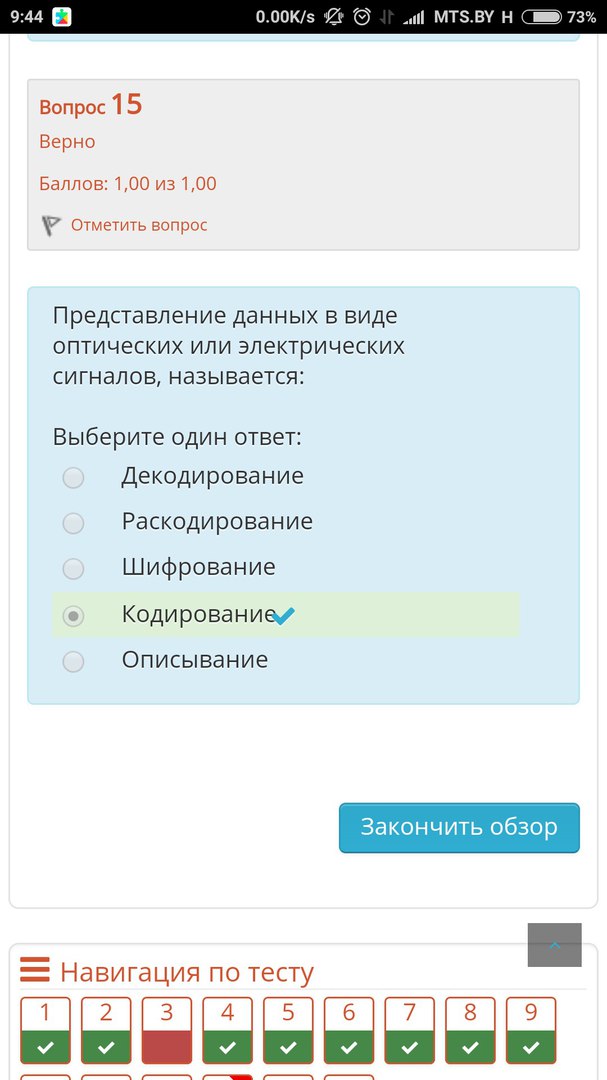 9:44 0.00K/s MTS.BY H 73%
Вопрос 15
Верно
Баллов: 1,00 из 1,00
Отметить вопрос
Представление данных в виде
оптических или электрических
сигналов, называется:
Выберите один ответ:
Декодирование
Раскодирование
Шифрование
Кодирование
Описывание
Закончить обзор
Навигация по тесту
1 2 3 4 5 6 7 8 9